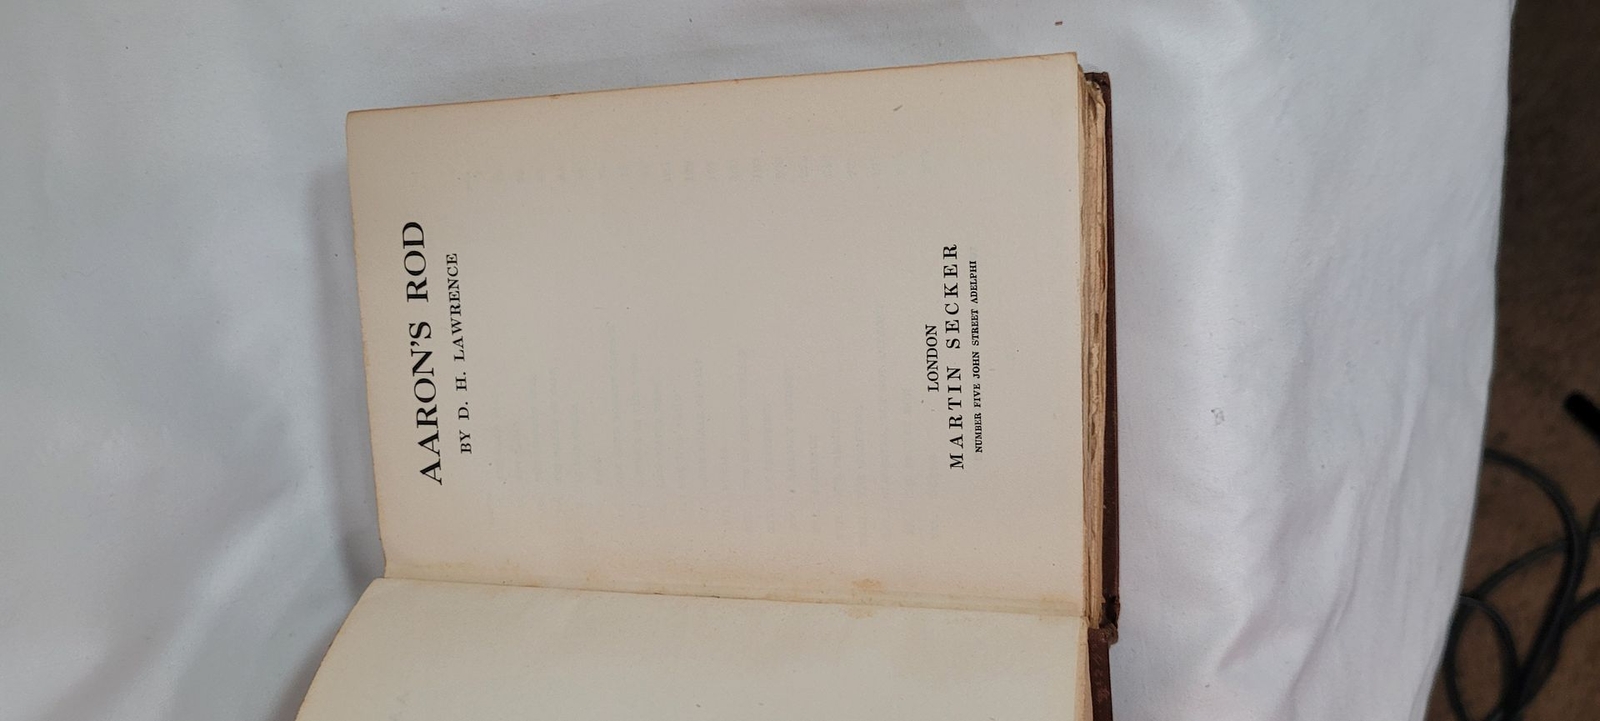 AARON'S ROD
BY D. H. LAWRENCE
LONDON
MARTIN SECKER
NUMBER FIVE JOHN STREET ADELPHI